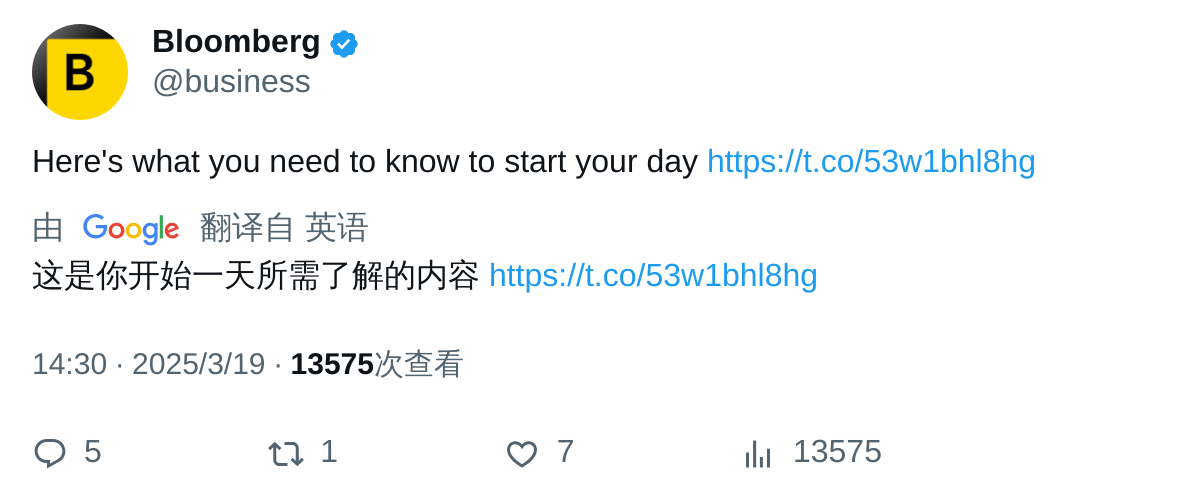 B
Bloomberg
@business
Here's what you need to know to start your day https://t.co/53w1bhl8hg
由 Google 翻译自 英语
这是你开始一天所需了解的内容 https://t.co/53w1bhl8hg
14:30 · 2025/3/19 · 13575次查看
5 1 7 13575